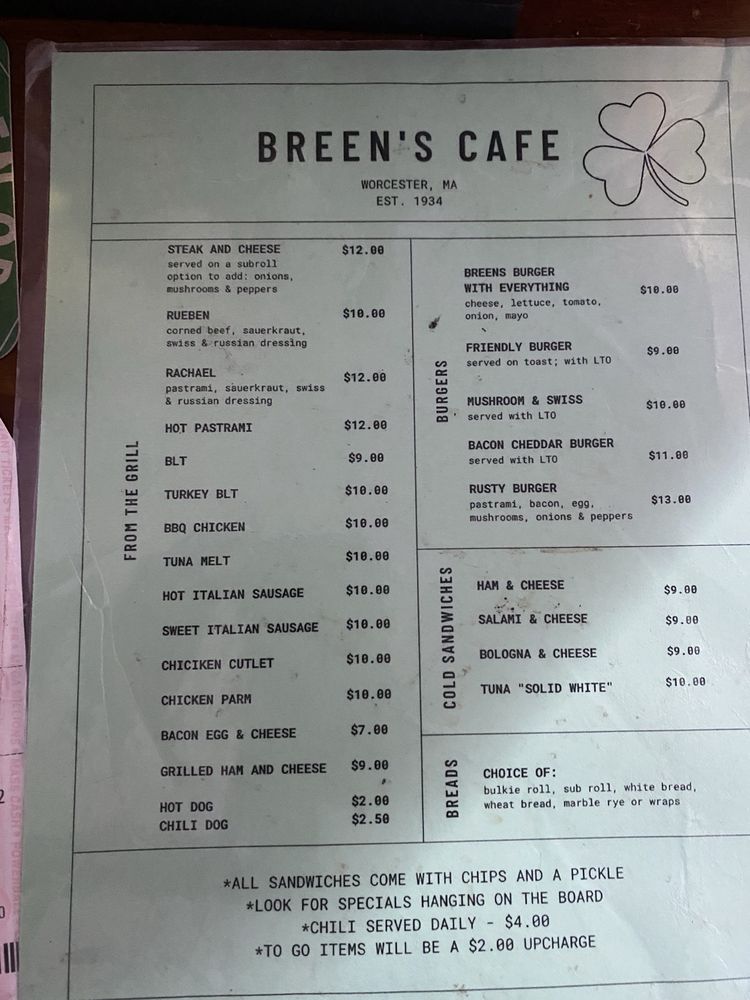 BREEN'S CAFE
WORCESTER, MA
EST. 1934
FROM THE GRILL
STEAK AND CHEESE $12.00
served on a subroll
option to add: onions,
mushrooms & peppers
RUEBEN $10.00
corned beef, sauerkraut,
swiss & russian dressing
RACHAEL $12.00
pastrami, sauerkraut, swiss
& russian dressing
HOT PASTRAMI $12.00
BLT $9.00
TURKEY BLT $10.00
BBQ CHICKEN $10.00
TUNA MELT $10.00
HOT ITALIAN SAUSAGE $10.00
SWEET ITALIAN SAUSAGE $10.00
CHICIKEN CUTLET $10.00
CHICKEN PARM $10.00
BACON EGG & CHEESE $7.00
GRILLED HAM AND CHEESE $9.00
HOT DOG $2.00
CHILI DOG $2.50
BURGERS
BREENS BURGER
WITH EVERYTHING $10.00
cheese, lettuce, tomato,
onion, mayo
FRIENDLY BURGER $9.00
served on toast; with LTO
MUSHROOM & SWISS $10.00
served with LTO
BACON CHEDDAR BURGER $11.00
served with LTO
RUSTY BURGER $13.00
pastrami, bacon, egg,
mushrooms, onions & peppers
COLD SANDWICHES
HAM & CHEESE $9.00
SALAMI & CHEESE $9.00
BOLOGNA & CHEESE $9.00
TUNA "SOLID WHITE" $10.00
BREADS
CHOICE OF:
bulkie roll, sub roll, white bread,
wheat bread, marble rye or wraps
*ALL SANDWICHES COME WITH CHIPS AND A PICKLE
*LOOK FOR SPECIALS HANGING ON THE BOARD
*CHILI SERVED DAILY - $4.00
*TO GO ITEMS WILL BE A $2.00 UPCHARGE